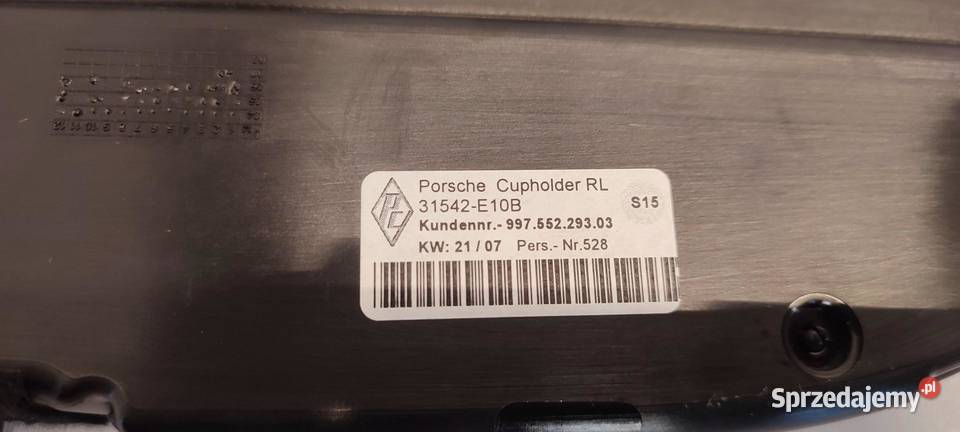 Porsche Cupholder RL
31542-E10B
S15
Kundennr.- 997.552.293.03
KW: 21 / 07 Pers.- Nr.528
Sprzedajemy.pl